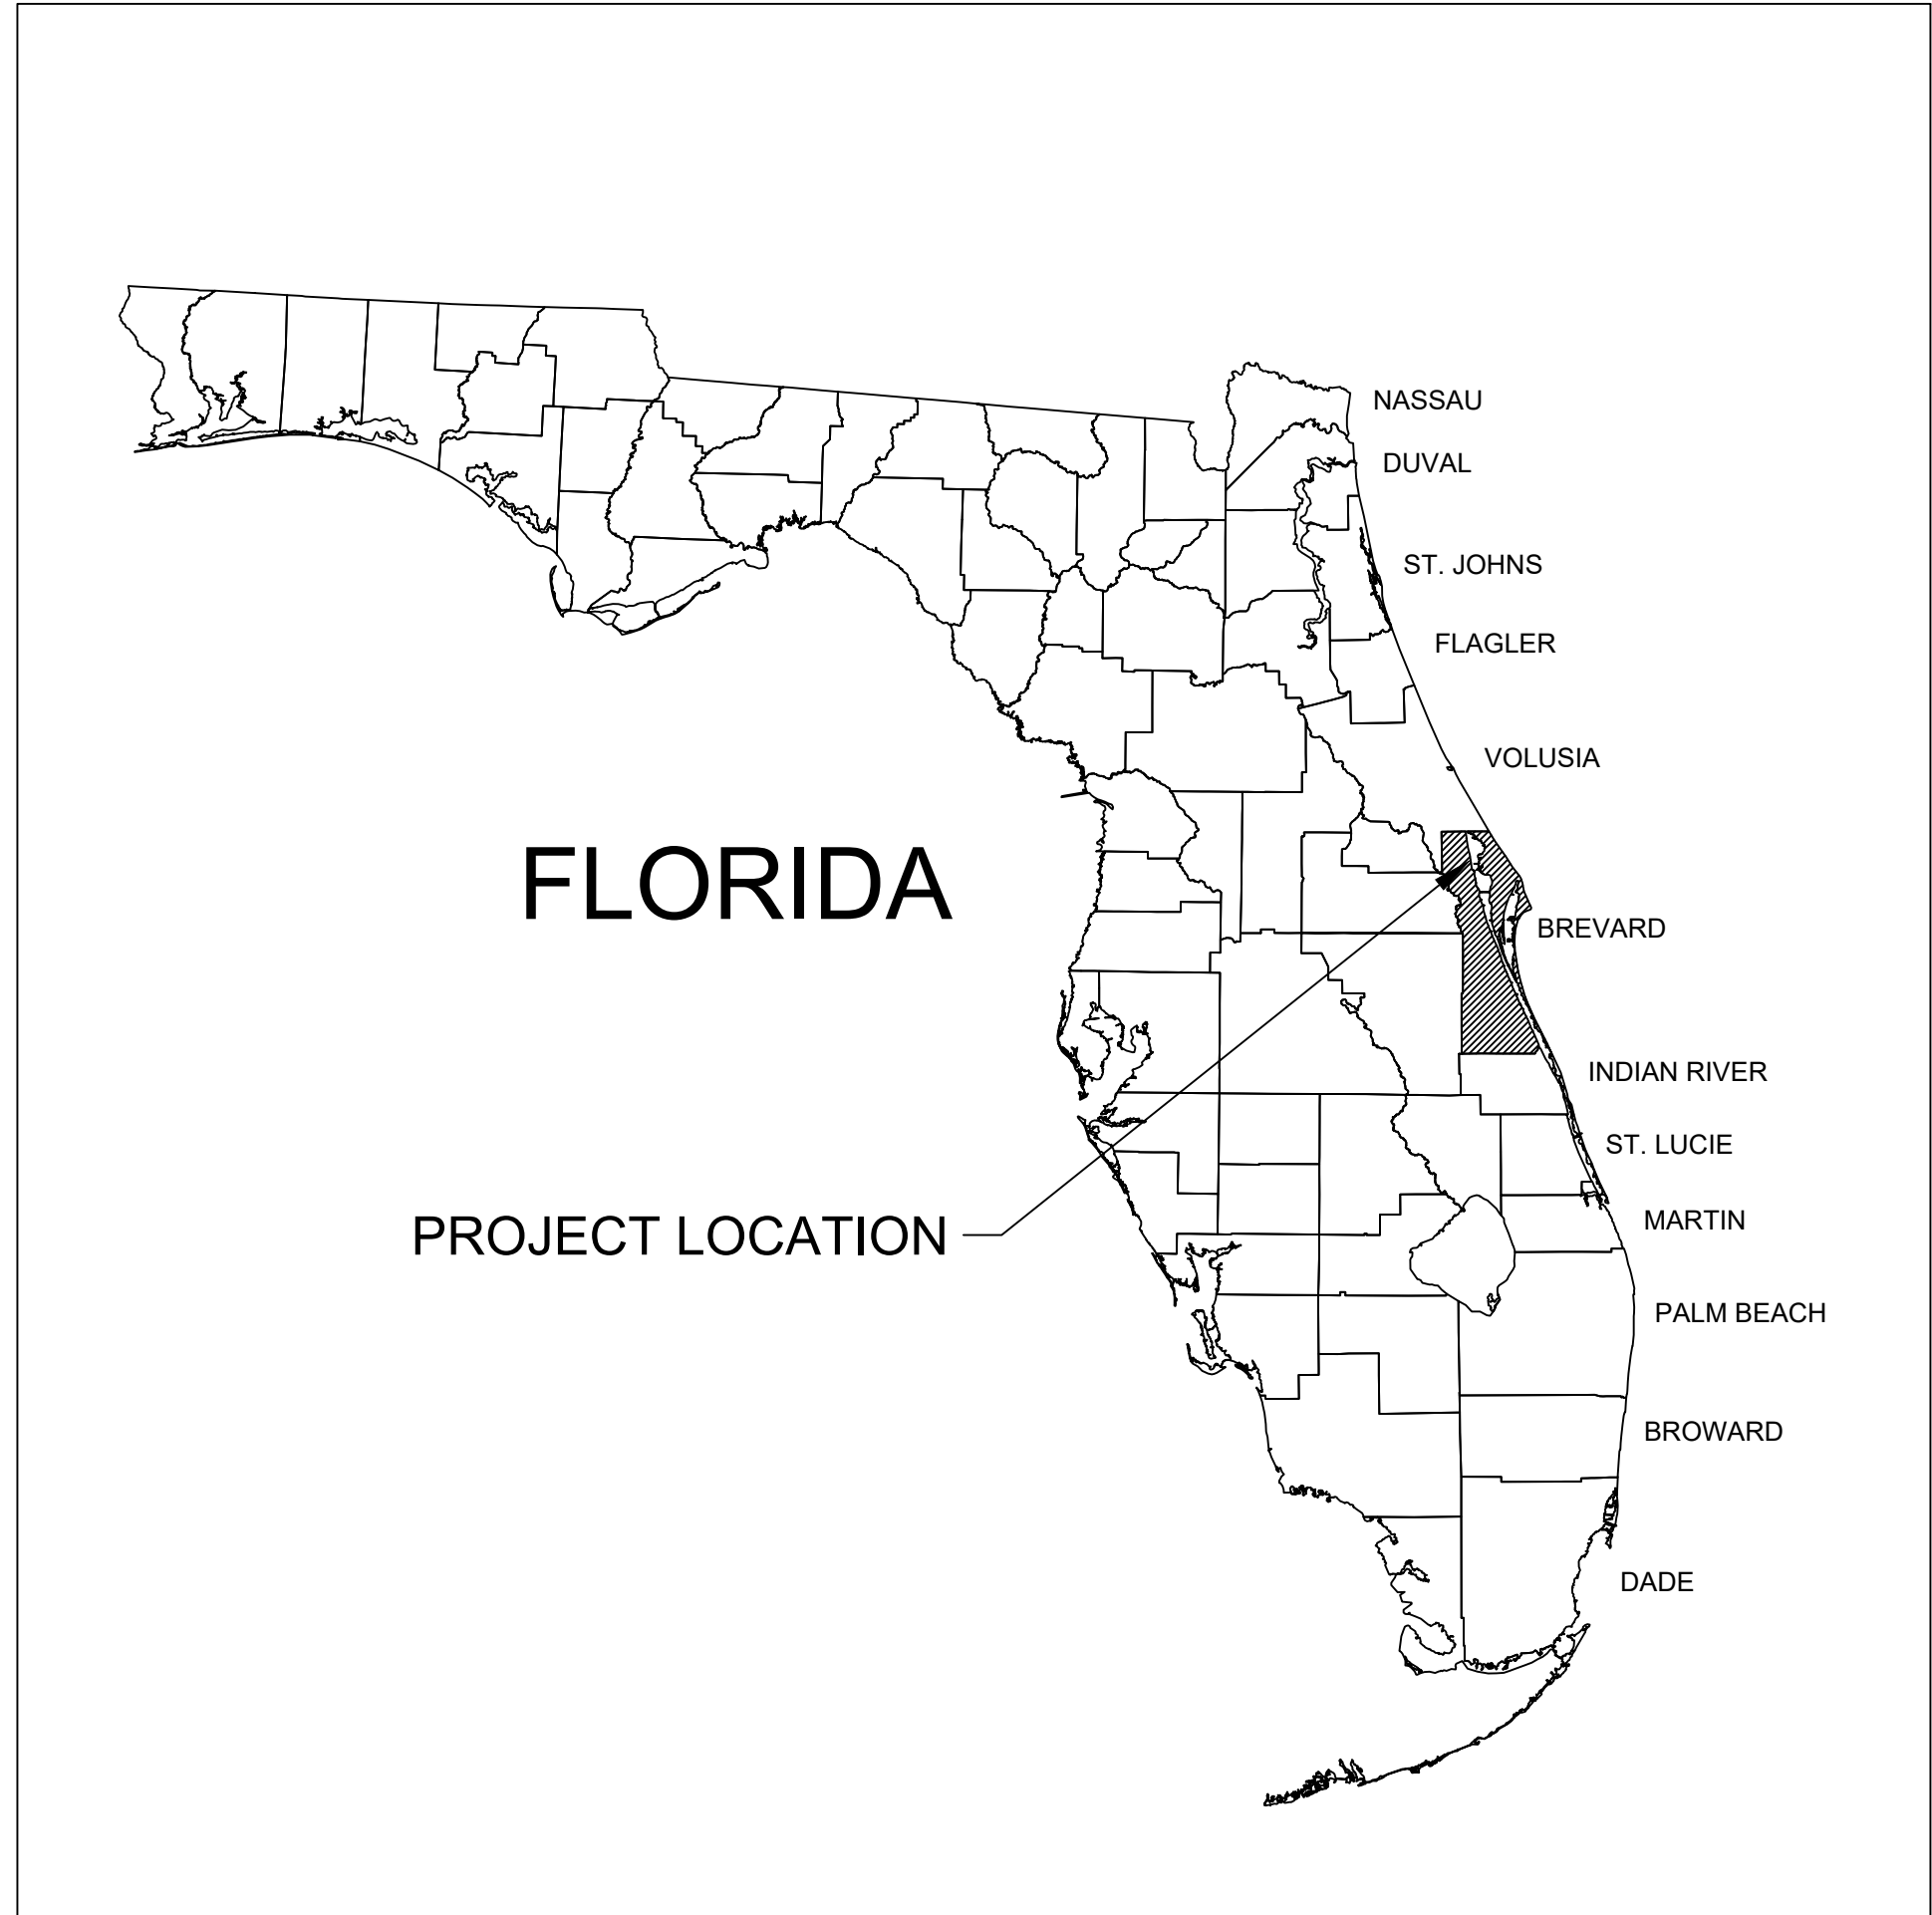 NASSAU
DUVAL
ST. JOHNS
FLAGLER
VOLUSIA
FLORIDA
BREVARD
INDIAN RIVER
ST. LUCIE
PROJECT LOCATION
MARTIN
PALM BEACH
BROWARD
DADE